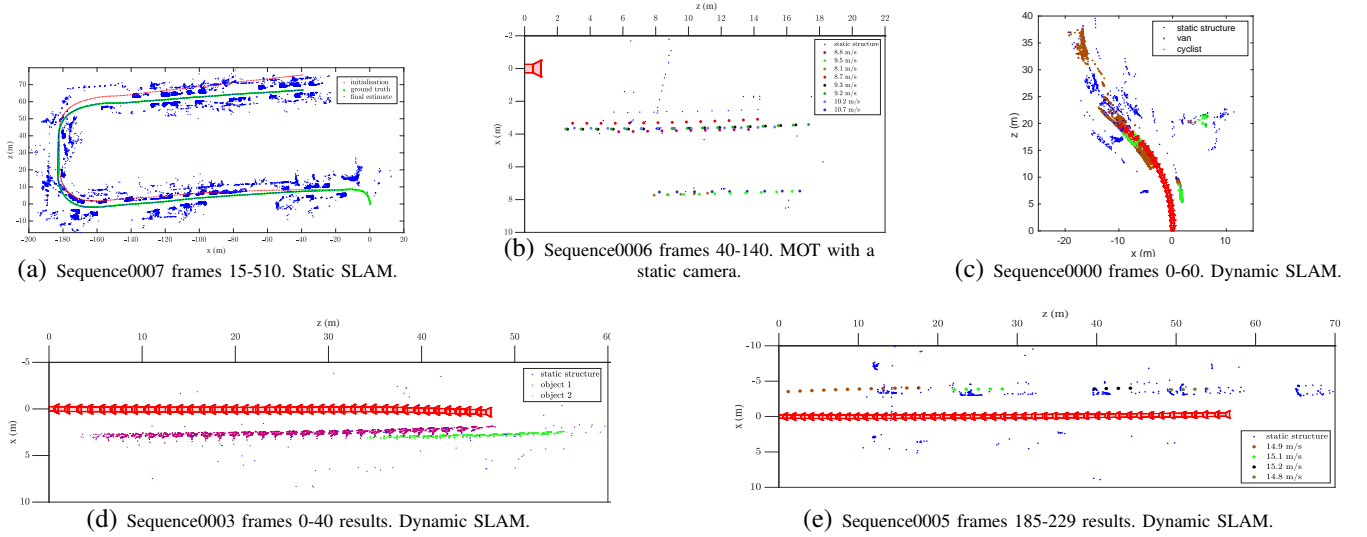 80
70
60
50
40
30
20
10
0
−10
z (m)
−200 −180 −160 −140 −120 −100 −80 −60 −40 −20 0 20
x (m)
initialisation
ground truth
final estimate
(a) Sequence0007 frames 15-510. Static SLAM.
z (m)
0 2 4 6 8 10 12 14 16 18 20 22
−2
0
2
4
6
8
10
x (m)
static structure
8.8 m/s
9.5 m/s
8.1 m/s
8.7 m/s
9.3 m/s
9.2 m/s
10.2 m/s
10.7 m/s
(b) Sequence0006 frames 40-140. MOT with a
static camera.
40
35
30
25
20
15
10
5
0
z (m)
-20 -10 0 10
x (m)
static structure
van
cyclist
(c) Sequence0000 frames 0-60. Dynamic SLAM.
z (m)
0 10 20 30 40 50 60
-5
0
5
10
x (m)
static structure
object 1
object 2
(d) Sequence0003 frames 0-40 results. Dynamic SLAM.
z (m)
0 10 20 30 40 50 60 70
−10
−5
0
5
10
x (m)
static structure
14.9 m/s
15.1 m/s
15.2 m/s
14.8 m/s
(e) Sequence0005 frames 185-229 results. Dynamic SLAM.